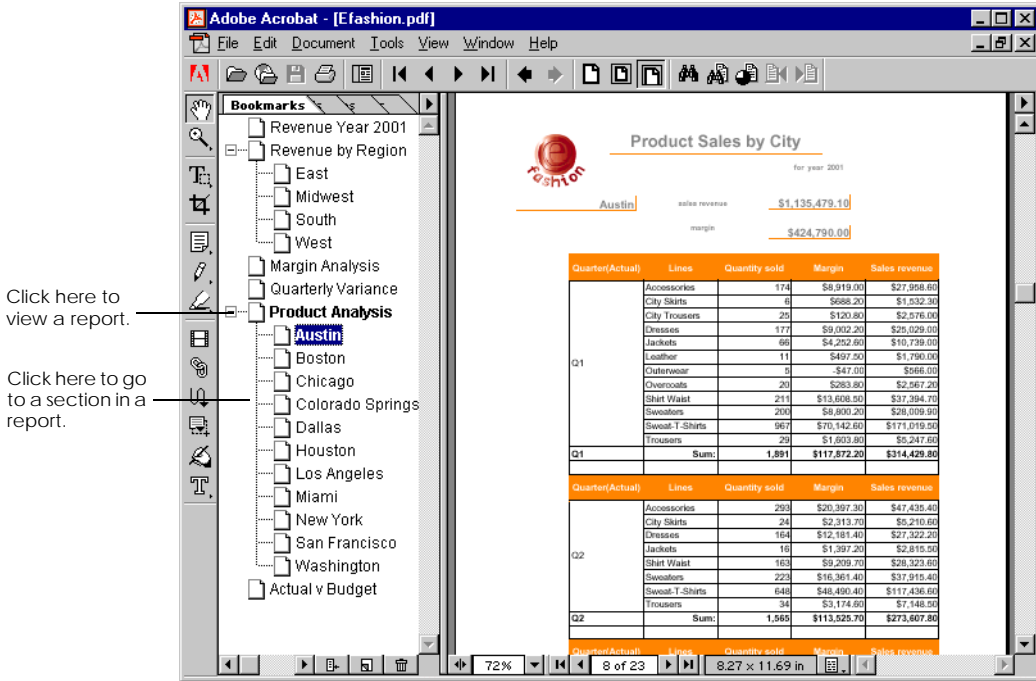 Adobe Acrobat - [Efashion.pdf]
File Edit Document Tools View Window Help
Bookmarks
Revenue Year 2001
Revenue by Region
East
Midwest
South
West
Margin Analysis
Quarterly Variance
Product Analysis
Austin
Boston
Chicago
Colorado Springs
Dallas
Houston
Los Angeles
Miami
New York
San Francisco
Washington
Actual v Budget
Click here to
view a report.
Click here to go
to a section in a
report.
e
fashion
Product Sales by City
for year 2001
Austin sales revenue $1,135,479.10
margin $424,790.00
Quarter(Actual) Lines Quantity sold Margin Sales revenue
Q1
Accessories 174 $8,919.00 $27,958.60
City Skirts 6 $688.20 $1,532.30
City Trousers 25 $120.80 $2,576.00
Dresses 177 $9,002.20 $25,029.00
Jackets 66 $4,252.60 $10,739.00
Leather 11 $497.50 $1,790.00
Outerwear 5 -$47.00 $566.00
Overcoats 20 $283.80 $2,567.20
Shirt Waist 211 $13,608.50 $37,394.70
Sweaters 200 $8,800.20 $28,009.90
Sweat-T-Shirts 967 $70,142.60 $171,019.50
Trousers 29 $1,603.80 $5,247.60
Q1 Sum: 1,891 $117,872.20 $314,429.80
Quarter(Actual) Lines Quantity sold Margin Sales revenue
Q2
Accessories 293 $20,397.30 $47,435.40
City Skirts 24 $2,313.70 $5,210.60
Dresses 164 $12,181.40 $27,322.20
Jackets 16 $1,397.20 $2,815.50
Shirt Waist 163 $9,209.70 $28,323.60
Sweaters 223 $16,361.40 $37,915.40
Sweat-T-Shirts 648 $48,490.40 $117,436.60
Trousers 34 $3,174.60 $7,148.50
Q2 Sum: 1,565 $113,525.70 $273,607.80
Quarter(Actual) Lines Quantity sold Margin Sales revenue
72% 8 of 23 8.27 × 11.69 in